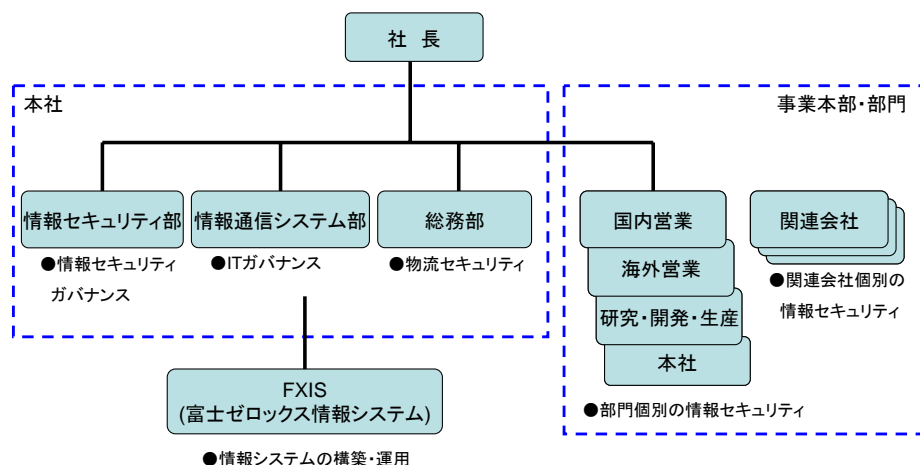 社 長
本社
事業本部・部門
情報セキュリティ部
情報通信システム部
総務部
国内営業
関連会社
●情報セキュリティ
ガバナンス
●ITガバナンス
●物流セキュリティ
海外営業
●関連会社個別の
情報セキュリティ
研究・開発・生産
本社
FXIS
(富士ゼロックス情報システム)
●部門個別の情報セキュリティ
●情報システムの構築・運用